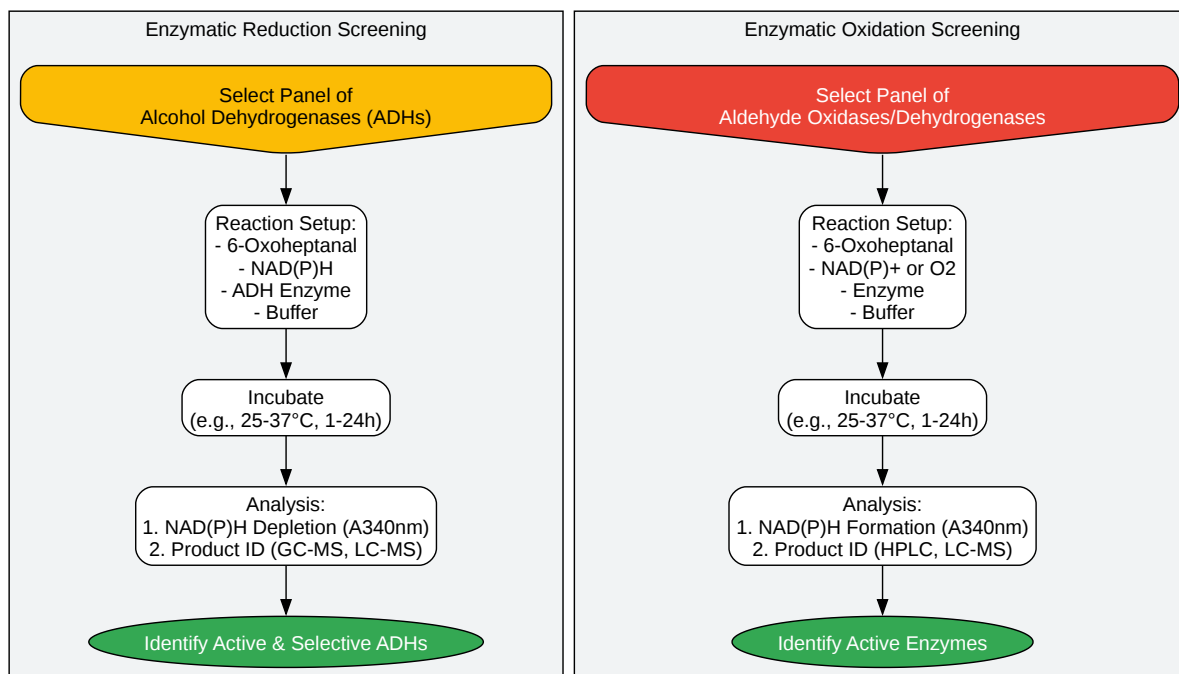 Enzymatic Reduction Screening
Select Panel of
Alcohol Dehydrogenases (ADHs)
Reaction Setup:
- 6-Oxoheptanal
- NAD(P)H
- ADH Enzyme
- Buffer
Incubate
(e.g., 25-37°C, 1-24h)
Analysis:
1. NAD(P)H Depletion (A340nm)
2. Product ID (GC-MS, LC-MS)
Identify Active & Selective ADHs
Enzymatic Oxidation Screening
Select Panel of
Aldehyde Oxidases/Dehydrogenases
Reaction Setup:
- 6-Oxoheptanal
- NAD(P)+ or O2
- Enzyme
- Buffer
Incubate
(e.g., 25-37°C, 1-24h)
Analysis:
1. NAD(P)H Formation (A340nm)
2. Product ID (HPLC, LC-MS)
Identify Active Enzymes